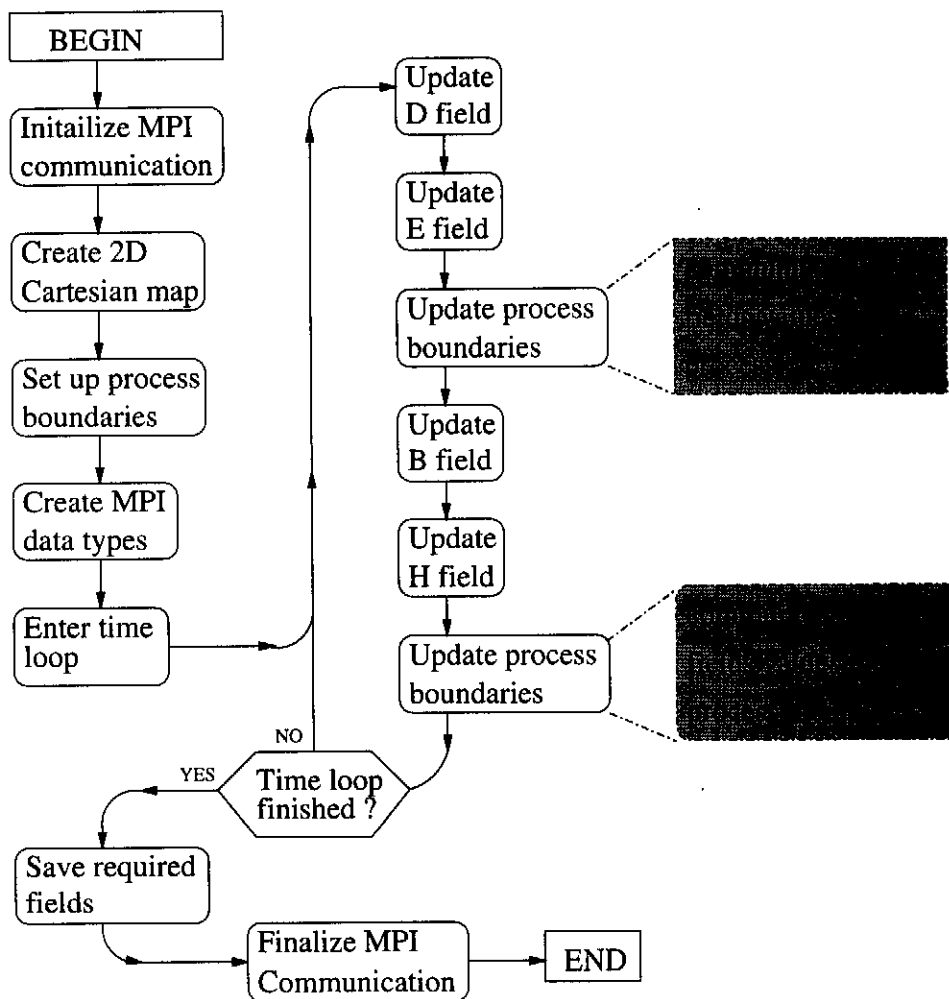 BEGIN
Initailize MPI
communication
Create 2D
Cartesian map
Set up process
boundaries
Create MPI
data types
Enter time
loop
Update
D field
Update
E field
Update process
boundaries
Update
B field
Update
H field
Update process
boundaries
NO
YES
Time loop
finished ?
Save required
fields
Finalize MPI
Communication
END